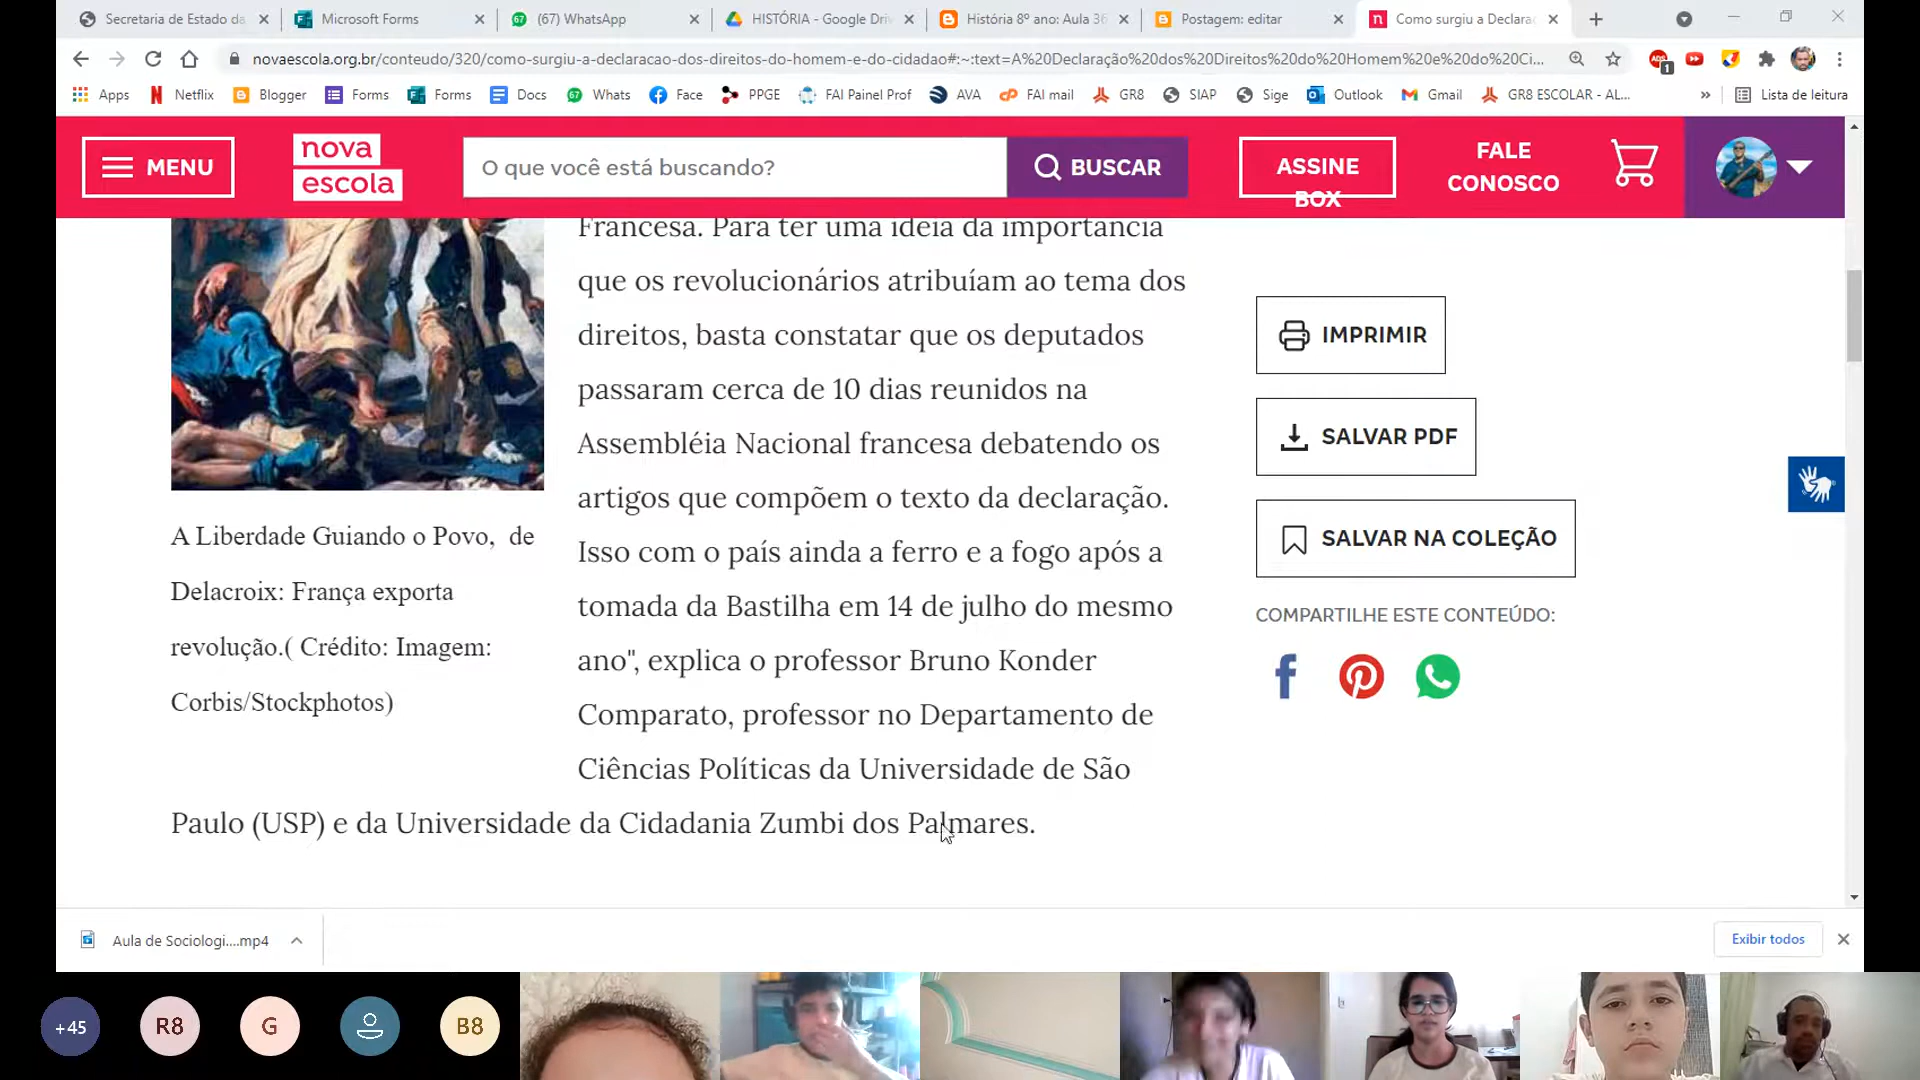 Secretaria de Estado da
Microsoft Forms
(67) WhatsApp
HISTÓRIA - Google Driv
História 8º ano: Aula 36
Postagem: editar
Como surgiu a Declara
novaescola.org.br/conteudo/320/como-surgiu-a-declaracao-dos-direitos-do-homem-e-do-cidadao#:~:text=A%20Declaração%20dos%20Direitos%20do%20Homem%20e%20do%20Ci...
1
Apps
Netflix
Blogger
Forms
Forms
Docs
Whats
Face
PPGE
FAI Painel Prof
AVA
FAI mail
GR8
SIAP
Sige
Outlook
Gmail
GR8 ESCOLAR - AL...
»
Lista de leitura
MENU
nova
escola
O que você está buscando?
BUSCAR
ASSINE
BOX
FALE
CONOSCO
Francesa. Para ter uma ideia da importância
que os revolucionários atribuíam ao tema dos
direitos, basta constatar que os deputados
passaram cerca de 10 dias reunidos na
Assembléia Nacional francesa debatendo os
artigos que compõem o texto da declaração.
Isso com o país ainda a ferro e a fogo após a
tomada da Bastilha em 14 de julho do mesmo
ano", explica o professor Bruno Konder
Comparato, professor no Departamento de
Ciências Políticas da Universidade de São
Paulo (USP) e da Universidade da Cidadania Zumbi dos Palmares.
A Liberdade Guiando o Povo, de
Delacroix: França exporta
revolução.( Crédito: Imagem:
Corbis/Stockphotos)
IMPRIMIR
SALVAR PDF
SALVAR NA COLEÇÃO
COMPARTILHE ESTE CONTEÚDO:
Aula de Sociologi....mp4
Exibir todos
+45
R8
G
B8